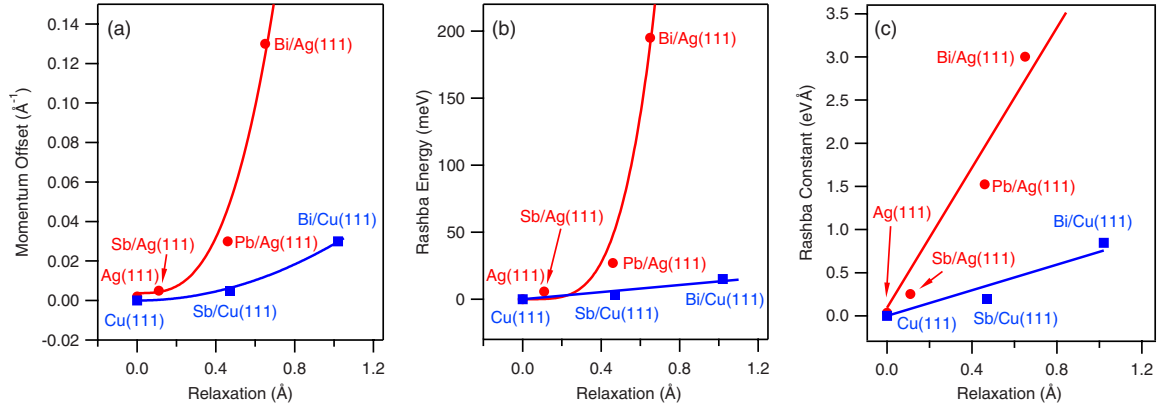 (a)
0.14
0.12
0.10
0.08
0.06
0.04
0.02
0.00
-0.02
Momentum Offset (Å⁻¹)
Bi/Ag(111)
Bi/Cu(111)
Sb/Ag(111)
Pb/Ag(111)
Ag(111)
Cu(111)
Sb/Cu(111)
0.0
0.4
0.8
1.2
Relaxation (Å)
(b)
200
150
100
50
0
Rashba Energy (meV)
Bi/Ag(111)
Sb/Ag(111)
Pb/Ag(111)
Ag(111)
Cu(111)
Sb/Cu(111)
Bi/Cu(111)
0.0
0.4
0.8
1.2
Relaxation (Å)
(c)
3.5
3.0
2.5
2.0
1.5
1.0
0.5
0.0
Rashba Constant (eVÅ)
Bi/Ag(111)
Pb/Ag(111)
Ag(111)
Bi/Cu(111)
Sb/Ag(111)
Cu(111)
Sb/Cu(111)
0.0
0.4
0.8
1.2
Relaxation (Å)